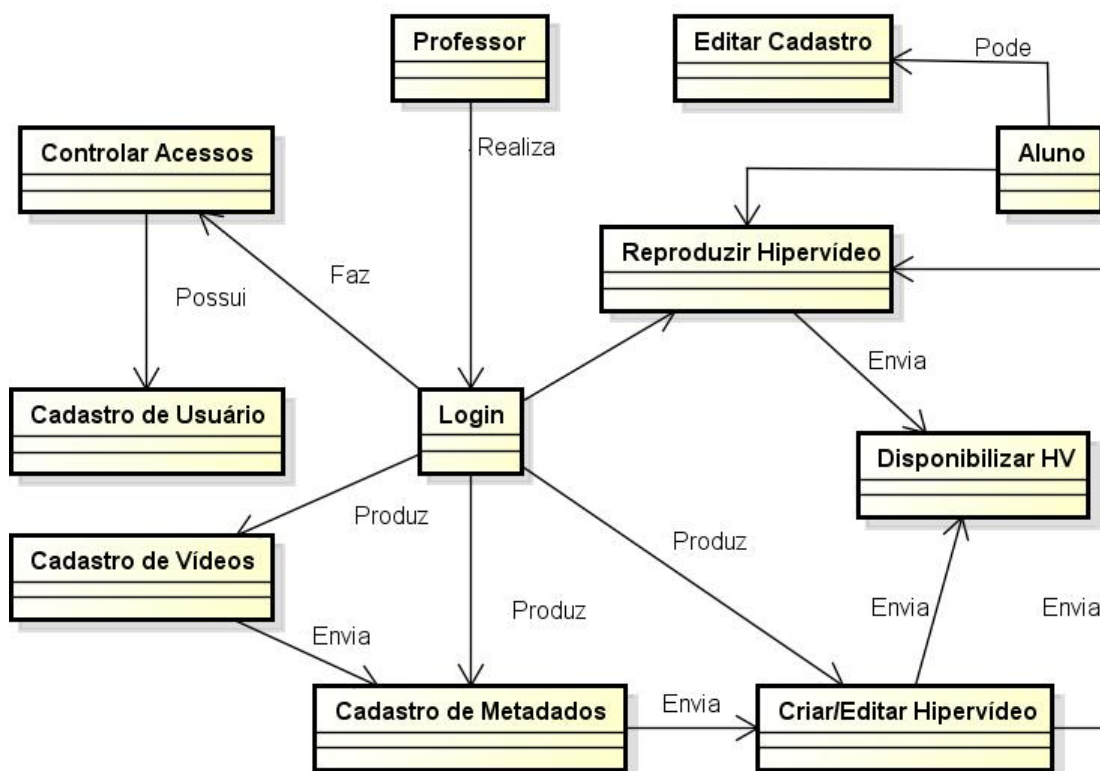 Professor
Editar Cadastro
Pode
Controlar Acessos
Realiza
Aluno
Reproduzir Hipervídeo
Faz
Possui
Envia
Cadastro de Usuário
Login
Disponibilizar HV
Produz
Cadastro de Vídeos
Produz
Envia
Produz
Envia
Envia
Cadastro de Metadados
Envia
Criar/Editar Hipervídeo